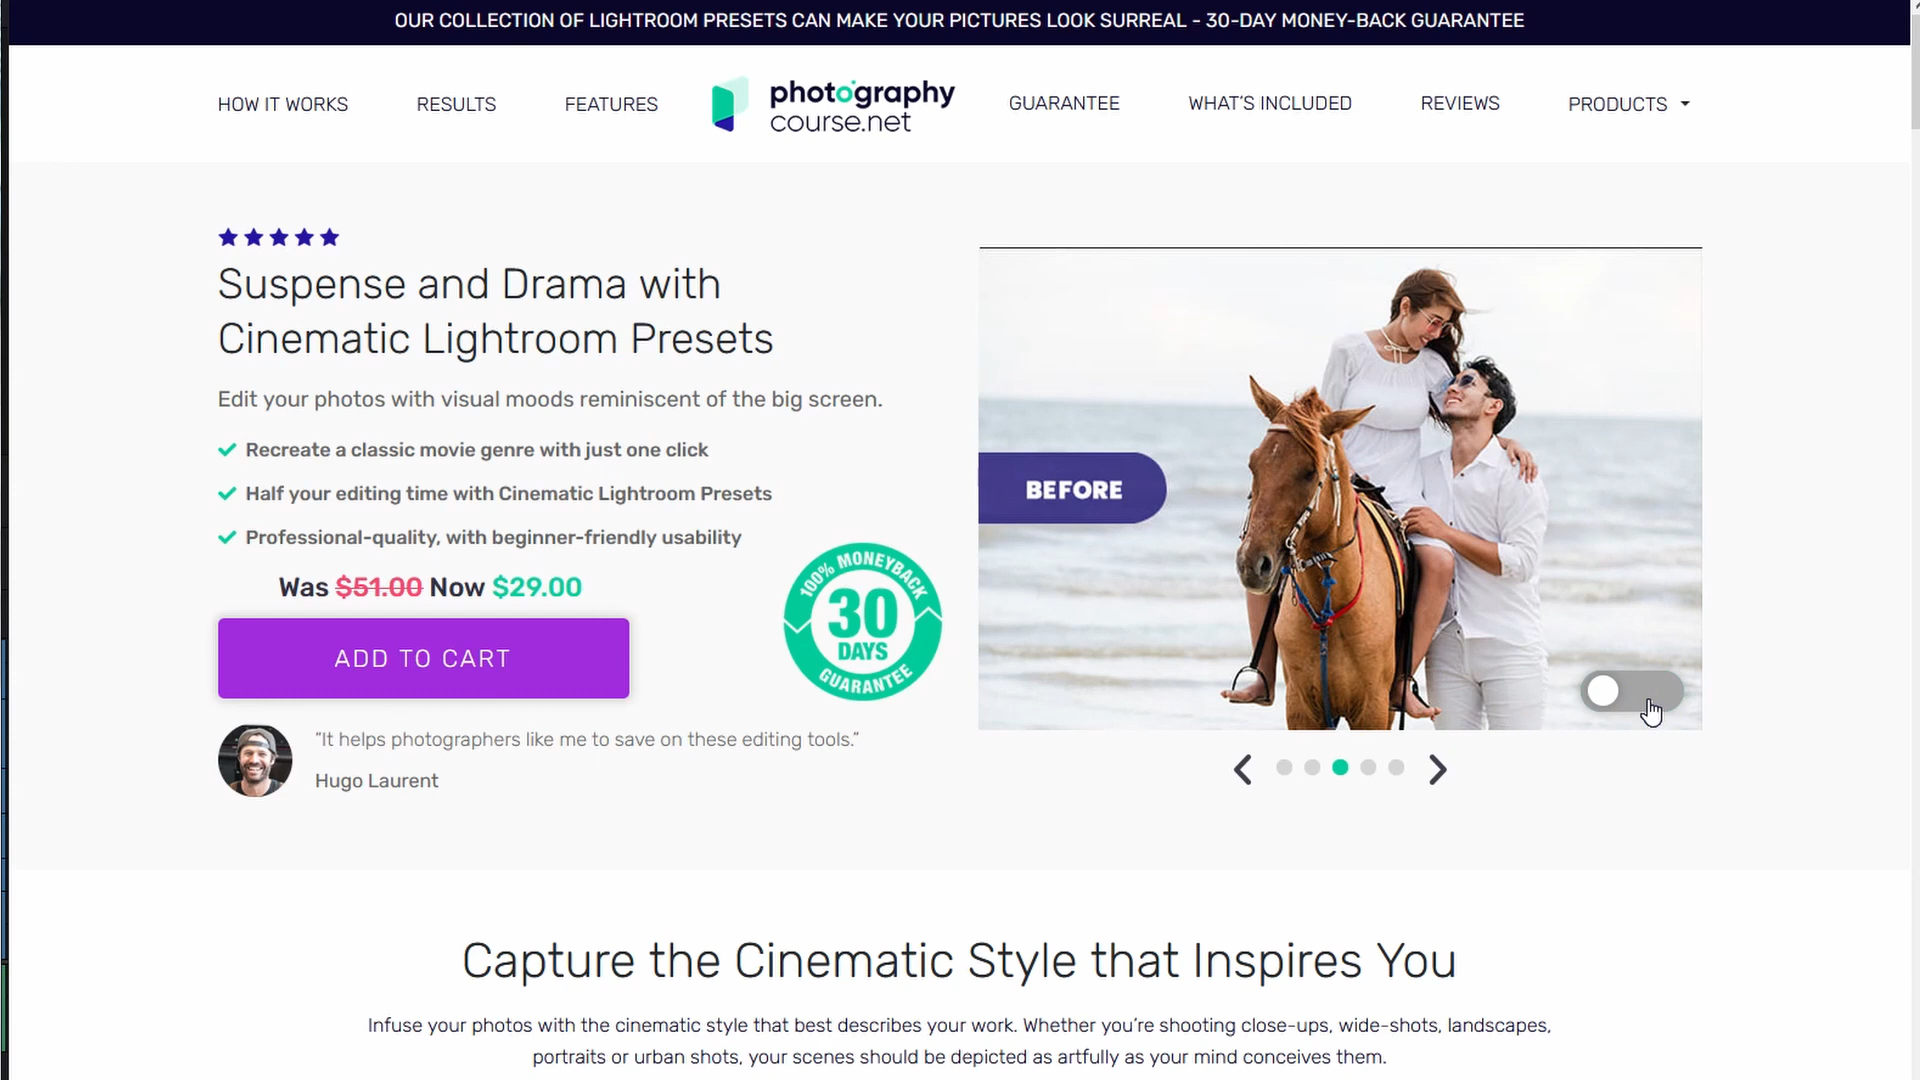 OUR COLLECTION OF LIGHTROOM PRESETS CAN MAKE YOUR PICTURES LOOK SURREAL - 30-DAY MONEY-BACK GUARANTEE
HOW IT WORKS
RESULTS
FEATURES
photography
course.net
GUARANTEE
WHAT'S INCLUDED
REVIEWS
PRODUCTS
Suspense and Drama with
Cinematic Lightroom Presets
Edit your photos with visual moods reminiscent of the big screen.
Recreate a classic movie genre with just one click
Half your editing time with Cinematic Lightroom Presets
Professional-quality, with beginner-friendly usability
Was $51.00 Now $29.00
ADD TO CART
100% MONEYBACK
30
DAYS
GUARANTEE
"It helps photographers like me to save on these editing tools."
Hugo Laurent
BEFORE
Capture the Cinematic Style that Inspires You
Infuse your photos with the cinematic style that best describes your work. Whether you're shooting close-ups, wide-shots, landscapes,
portraits or urban shots, your scenes should be depicted as artfully as your mind conceives them.